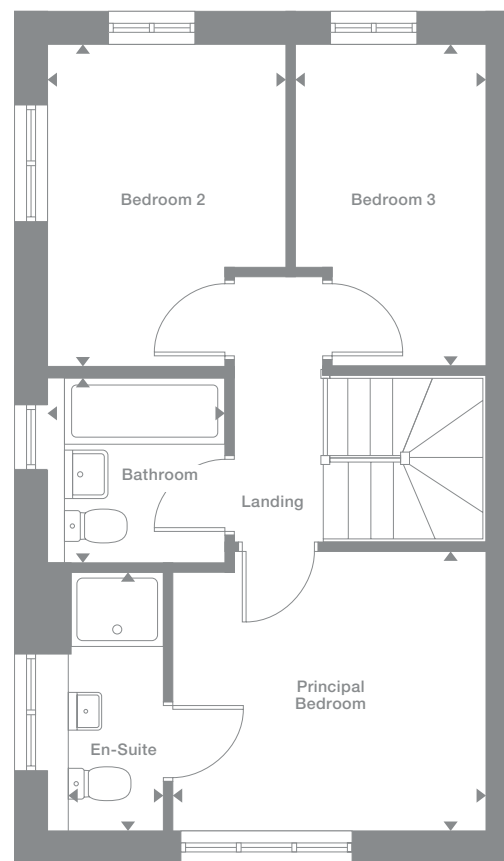 Bedroom 2
Bedroom 3
Bathroom
Landing
Principal
Bedroom
En-Suite